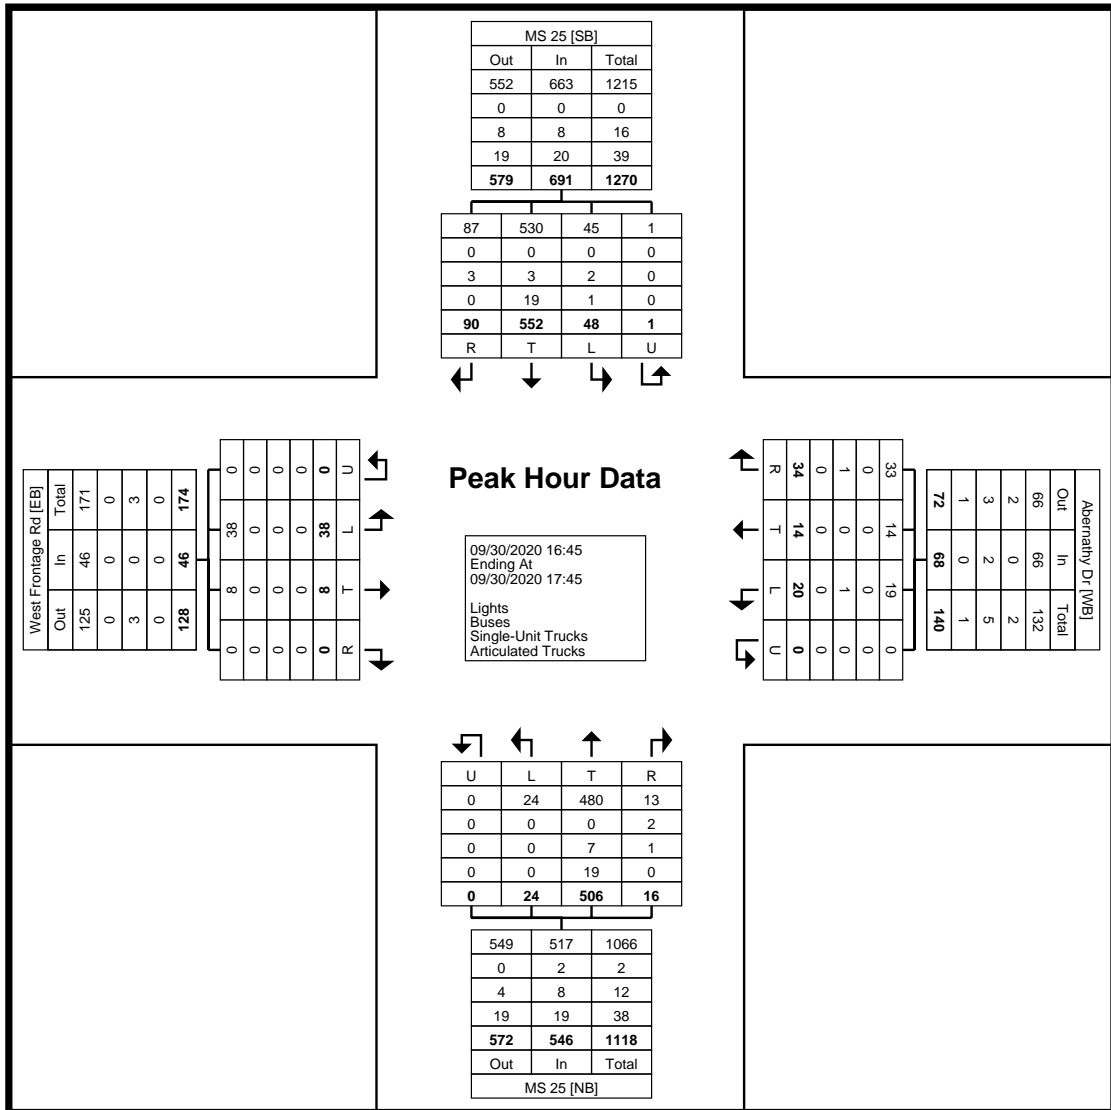 MS 25 [SB]
Out In Total
552 663 1215
0 0 0
8 8 16
19 20 39
579 691 1270
87 530 45 1
0 0 0 0
3 3 2 0
0 19 1 0
90 552 48 1
R T L U
West Frontage Rd [EB]
Total In Out
171 46 125
0 0 0
3 0 3
0 0 0
174 46 128
0 38 8 0
0 0 0 0
0 0 0 0
0 0 0 0
0 38 8 0
U L T R
Peak Hour Data
09/30/2020 16:45
Ending At
09/30/2020 17:45
Lights
Buses
Single-Unit Trucks
Articulated Trucks
Abernathy Dr [WB]
Out In Total
66 66 132
2 0 2
3 2 5
1 0 1
72 68 140
33 14 19 0
0 0 0 0
1 0 1 0
0 0 0 0
34 14 20 0
R T L U
U L T R
0 24 480 13
0 0 0 2
0 0 7 1
0 0 19 0
0 24 506 16
549 517 1066
0 2 2
4 8 12
19 19 38
572 546 1118
Out In Total
MS 25 [NB]